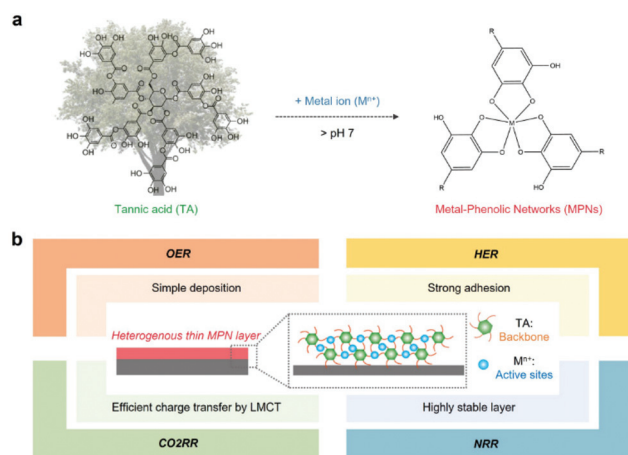 a
+ Metal ion (Mⁿ⁺)
> pH 7
Tannic acid (TA)
Metal-Phenolic Networks (MPNs)
b
OER
HER
Simple deposition
Strong adhesion
Heterogenous thin MPN layer
TA:
Backbone
Mⁿ⁺:
Active sites
Efficient charge transfer by LMCT
Highly stable layer
CO2RR
NRR